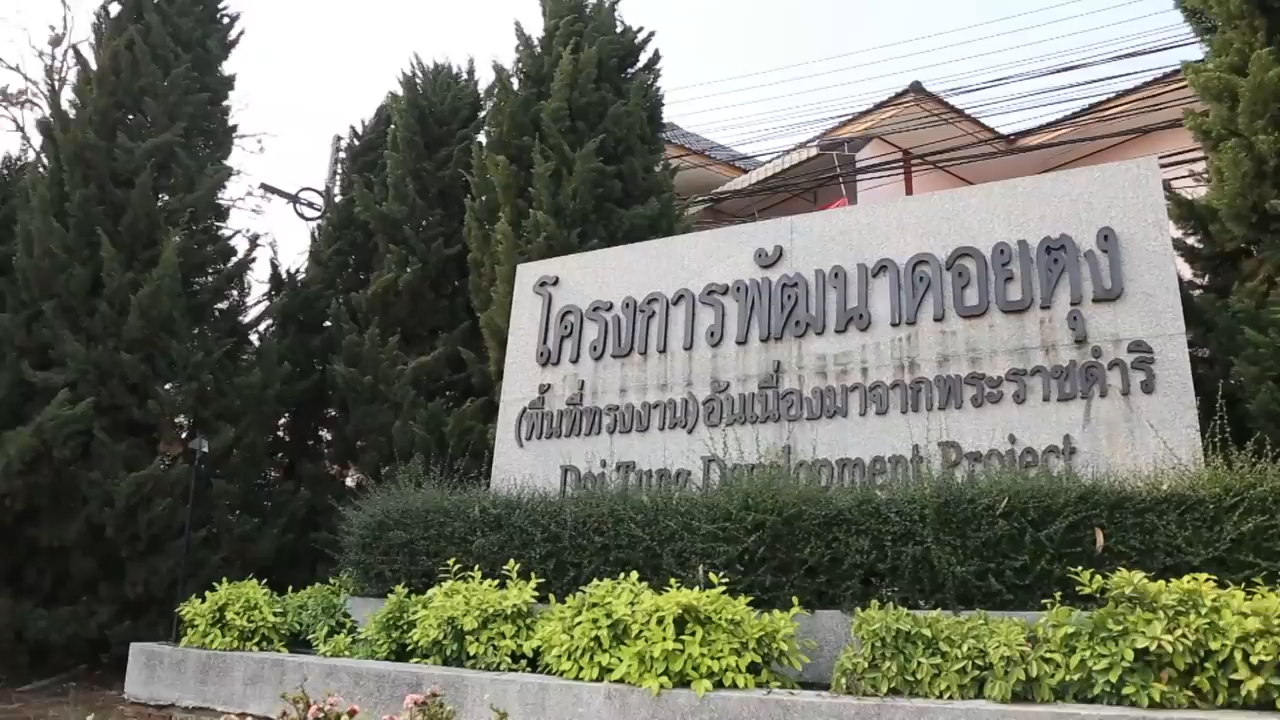 โครงการพัฒนาดอยตุง
(พื้นที่ทรงงาน)อันเนื่องมาจากพระราชดำริ
Doi Tung Development Project